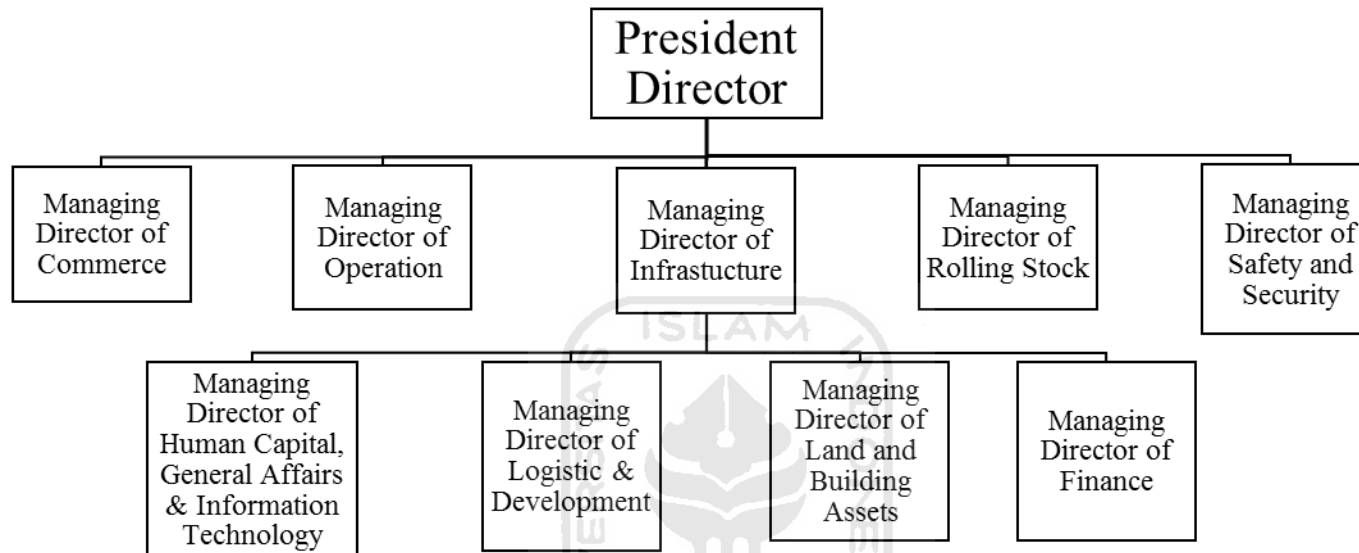 President
Director
Managing
Director of
Commerce
Managing
Director of
Operation
Managing
Director of
Infrastucture
Managing
Director of
Rolling Stock
Managing
Director of
Safety and
Security
ISLAM
Managing
Director of
Human Capital,
General Affairs
& Information
Technology
Managing
Director of
Logistic &
Development
Managing
Director of
Land and
Building
Assets
Managing
Director of
Finance